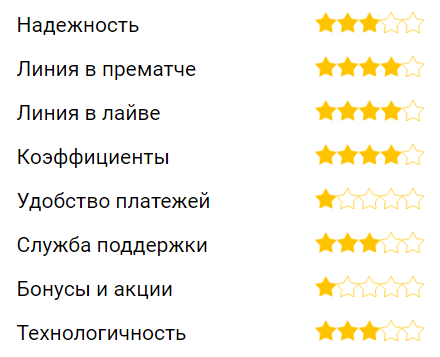 Надежность
Линия в прематче
Линия в лайве
Коэффициенты
Удобство платежей
Служба поддержки
Бонусы и акции
Технологичность